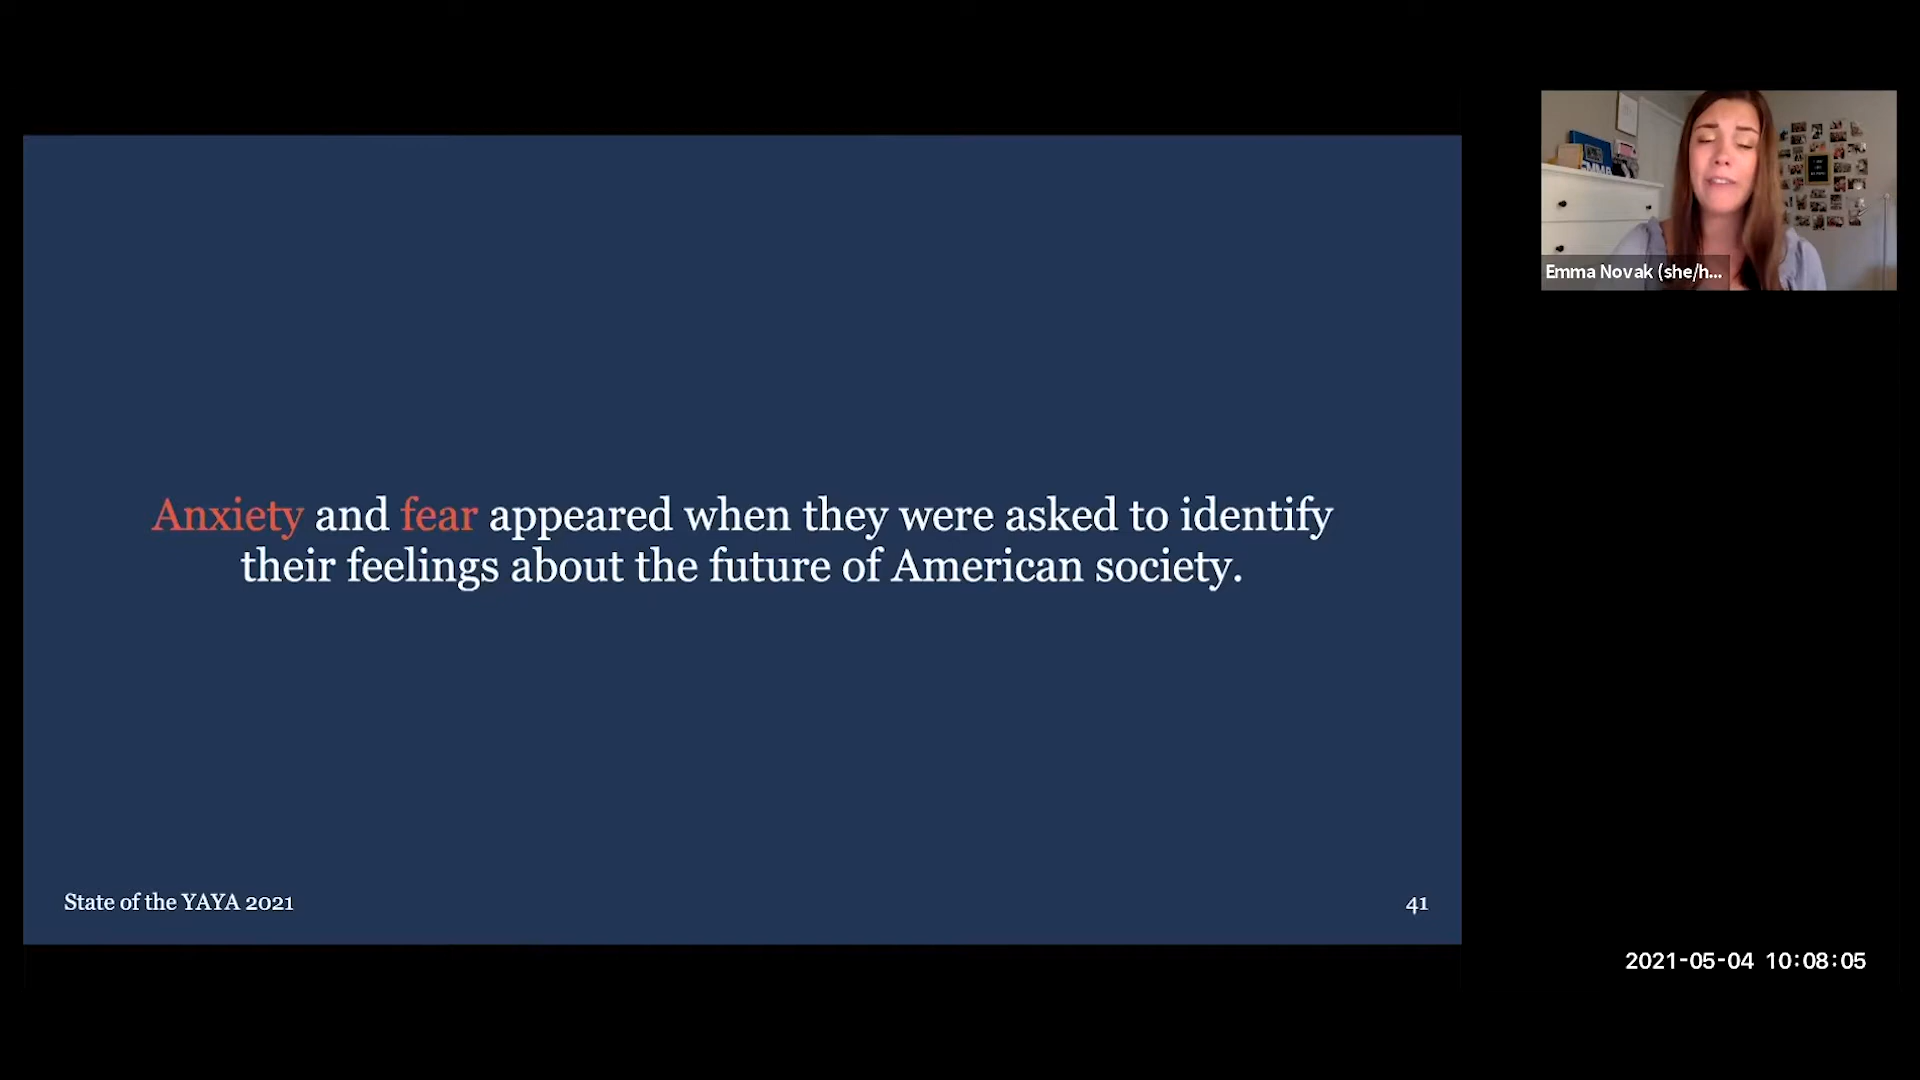 Anxiety and fear appeared when they were asked to identify
their feelings about the future of American society.
State of the YAYA 2021
41
Emma Novak (she/h...
2021-05-04 10:08:05